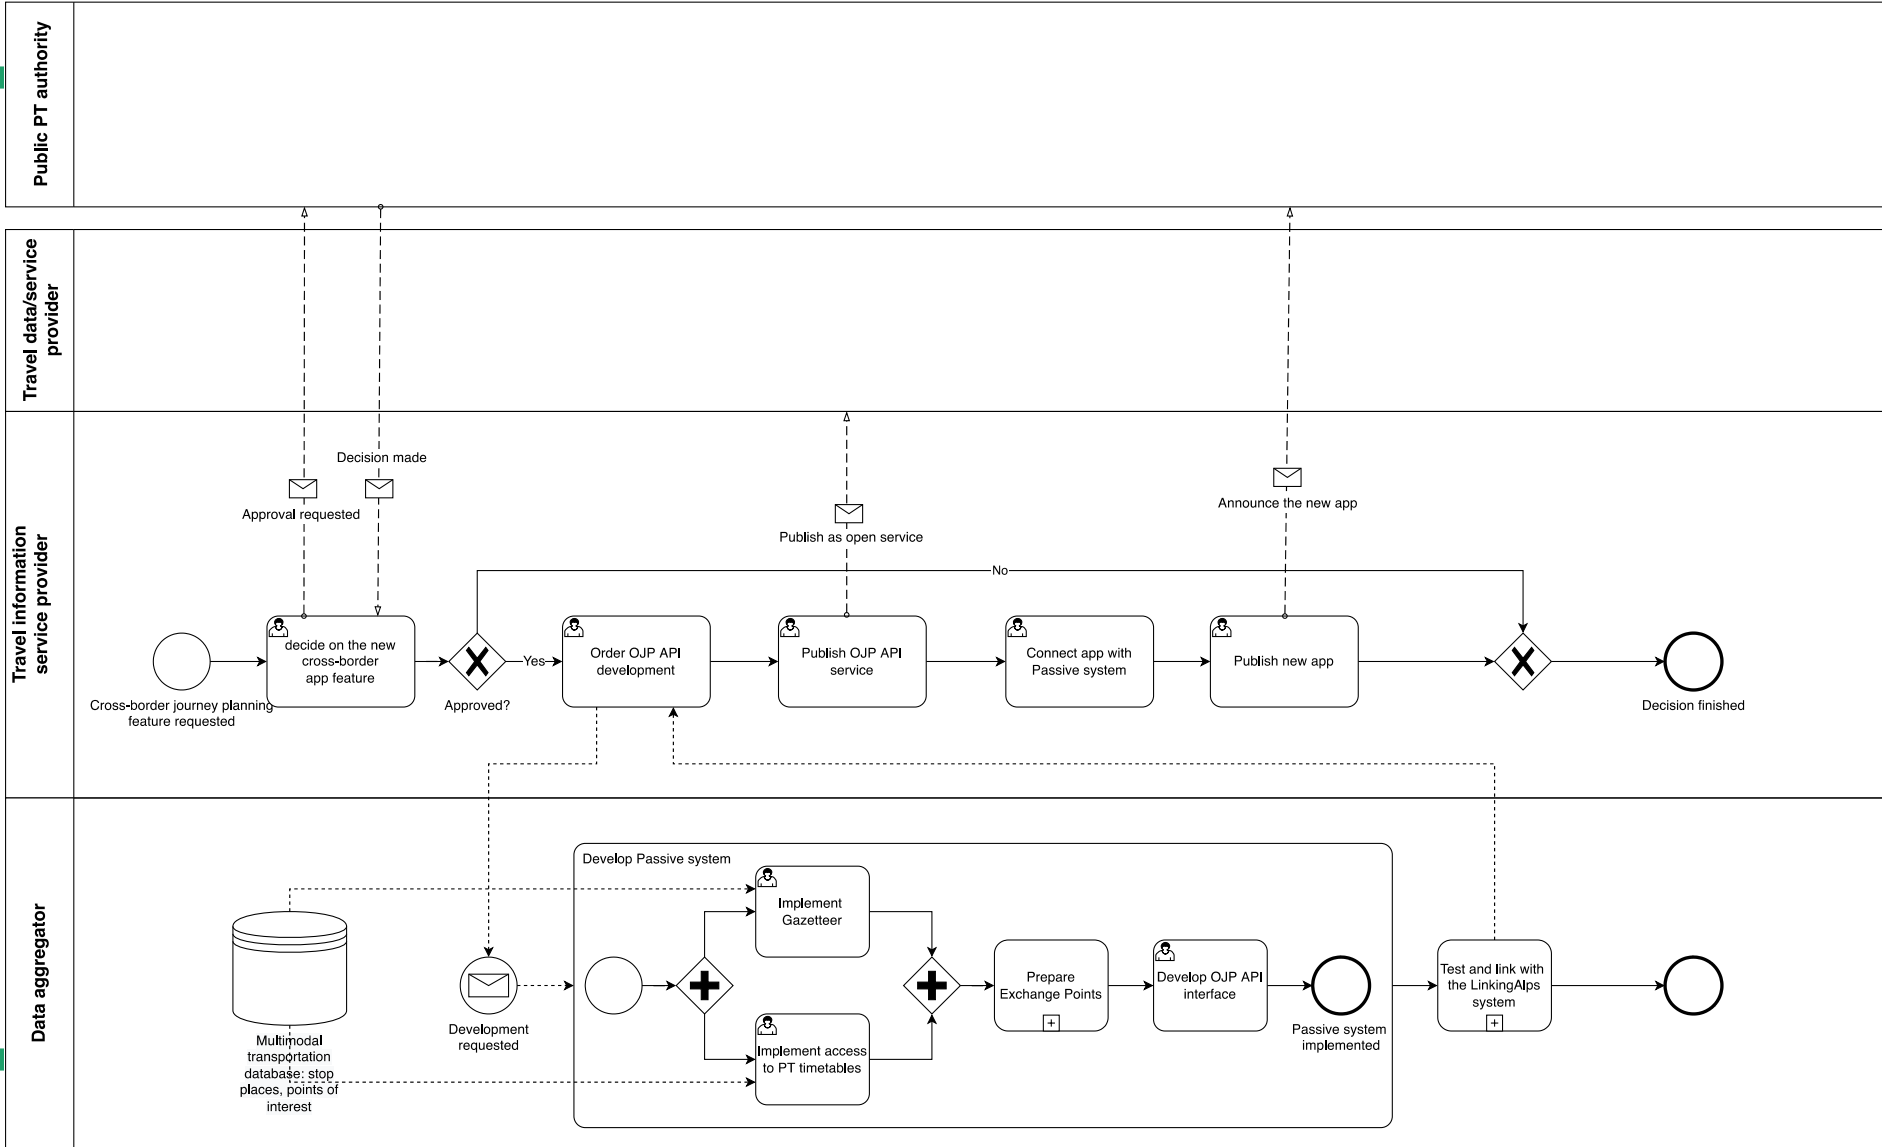 Public PT authority
Travel data/service
provider
Decision made
Approval requested
Announce the new app
Publish as open service
Travel information
service provider
No
decide on the new
cross-border
app feature
Yes
Order OJP API
development
Publish OJP API
service
Connect app with
Passive system
Publish new app
Cross-border journey planning
feature requested
Approved?
Decision finished
Data aggregator
Develop Passive system
Implement
Gazetteer
Multimodal
transportation
database: stop
places, points of
interest
Development
requested
Implement access
to PT timetables
Prepare
Exchange Points
Develop OJP API
interface
Passive system
implemented
Test and link with
the LinkingAlps
system